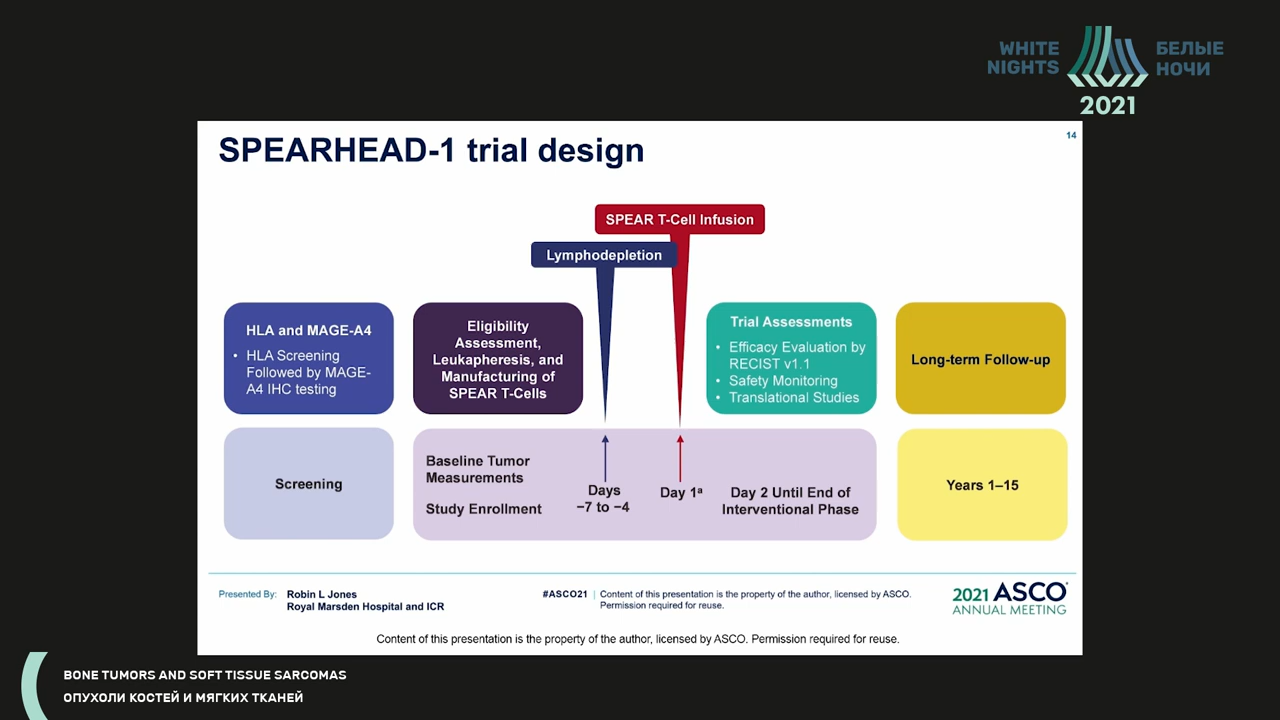 WHITE
NIGHTS
БЕЛЫЕ
НОЧИ
2021
14
SPEARHEAD-1 trial design
SPEAR T-Cell Infusion
Lymphodepletion
HLA and MAGE-A4
• HLA Screening
Followed by MAGE-
A4 IHC testing
Eligibility
Assessment,
Leukapheresis, and
Manufacturing of
SPEAR T-Cells
Trial Assessments
• Efficacy Evaluation by
RECIST v1.1
• Safety Monitoring
• Translational Studies
Long-term Follow-up
Screening
Baseline Tumor
Measurements
Study Enrollment
Days
−7 to −4
Day 1ª
Day 2 Until End of
Interventional Phase
Years 1–15
Presented By: Robin L Jones
Royal Marsden Hospital and ICR
#ASCO21 | Content of this presentation is the property of the author, licensed by ASCO.
Permission required for reuse.
2021 ASCO®
ANNUAL MEETING
Content of this presentation is the property of the author, licensed by ASCO. Permission required for reuse.
BONE TUMORS AND SOFT TISSUE SARCOMAS
ОПУХОЛИ КОСТЕЙ И МЯГКИХ ТКАНЕЙ